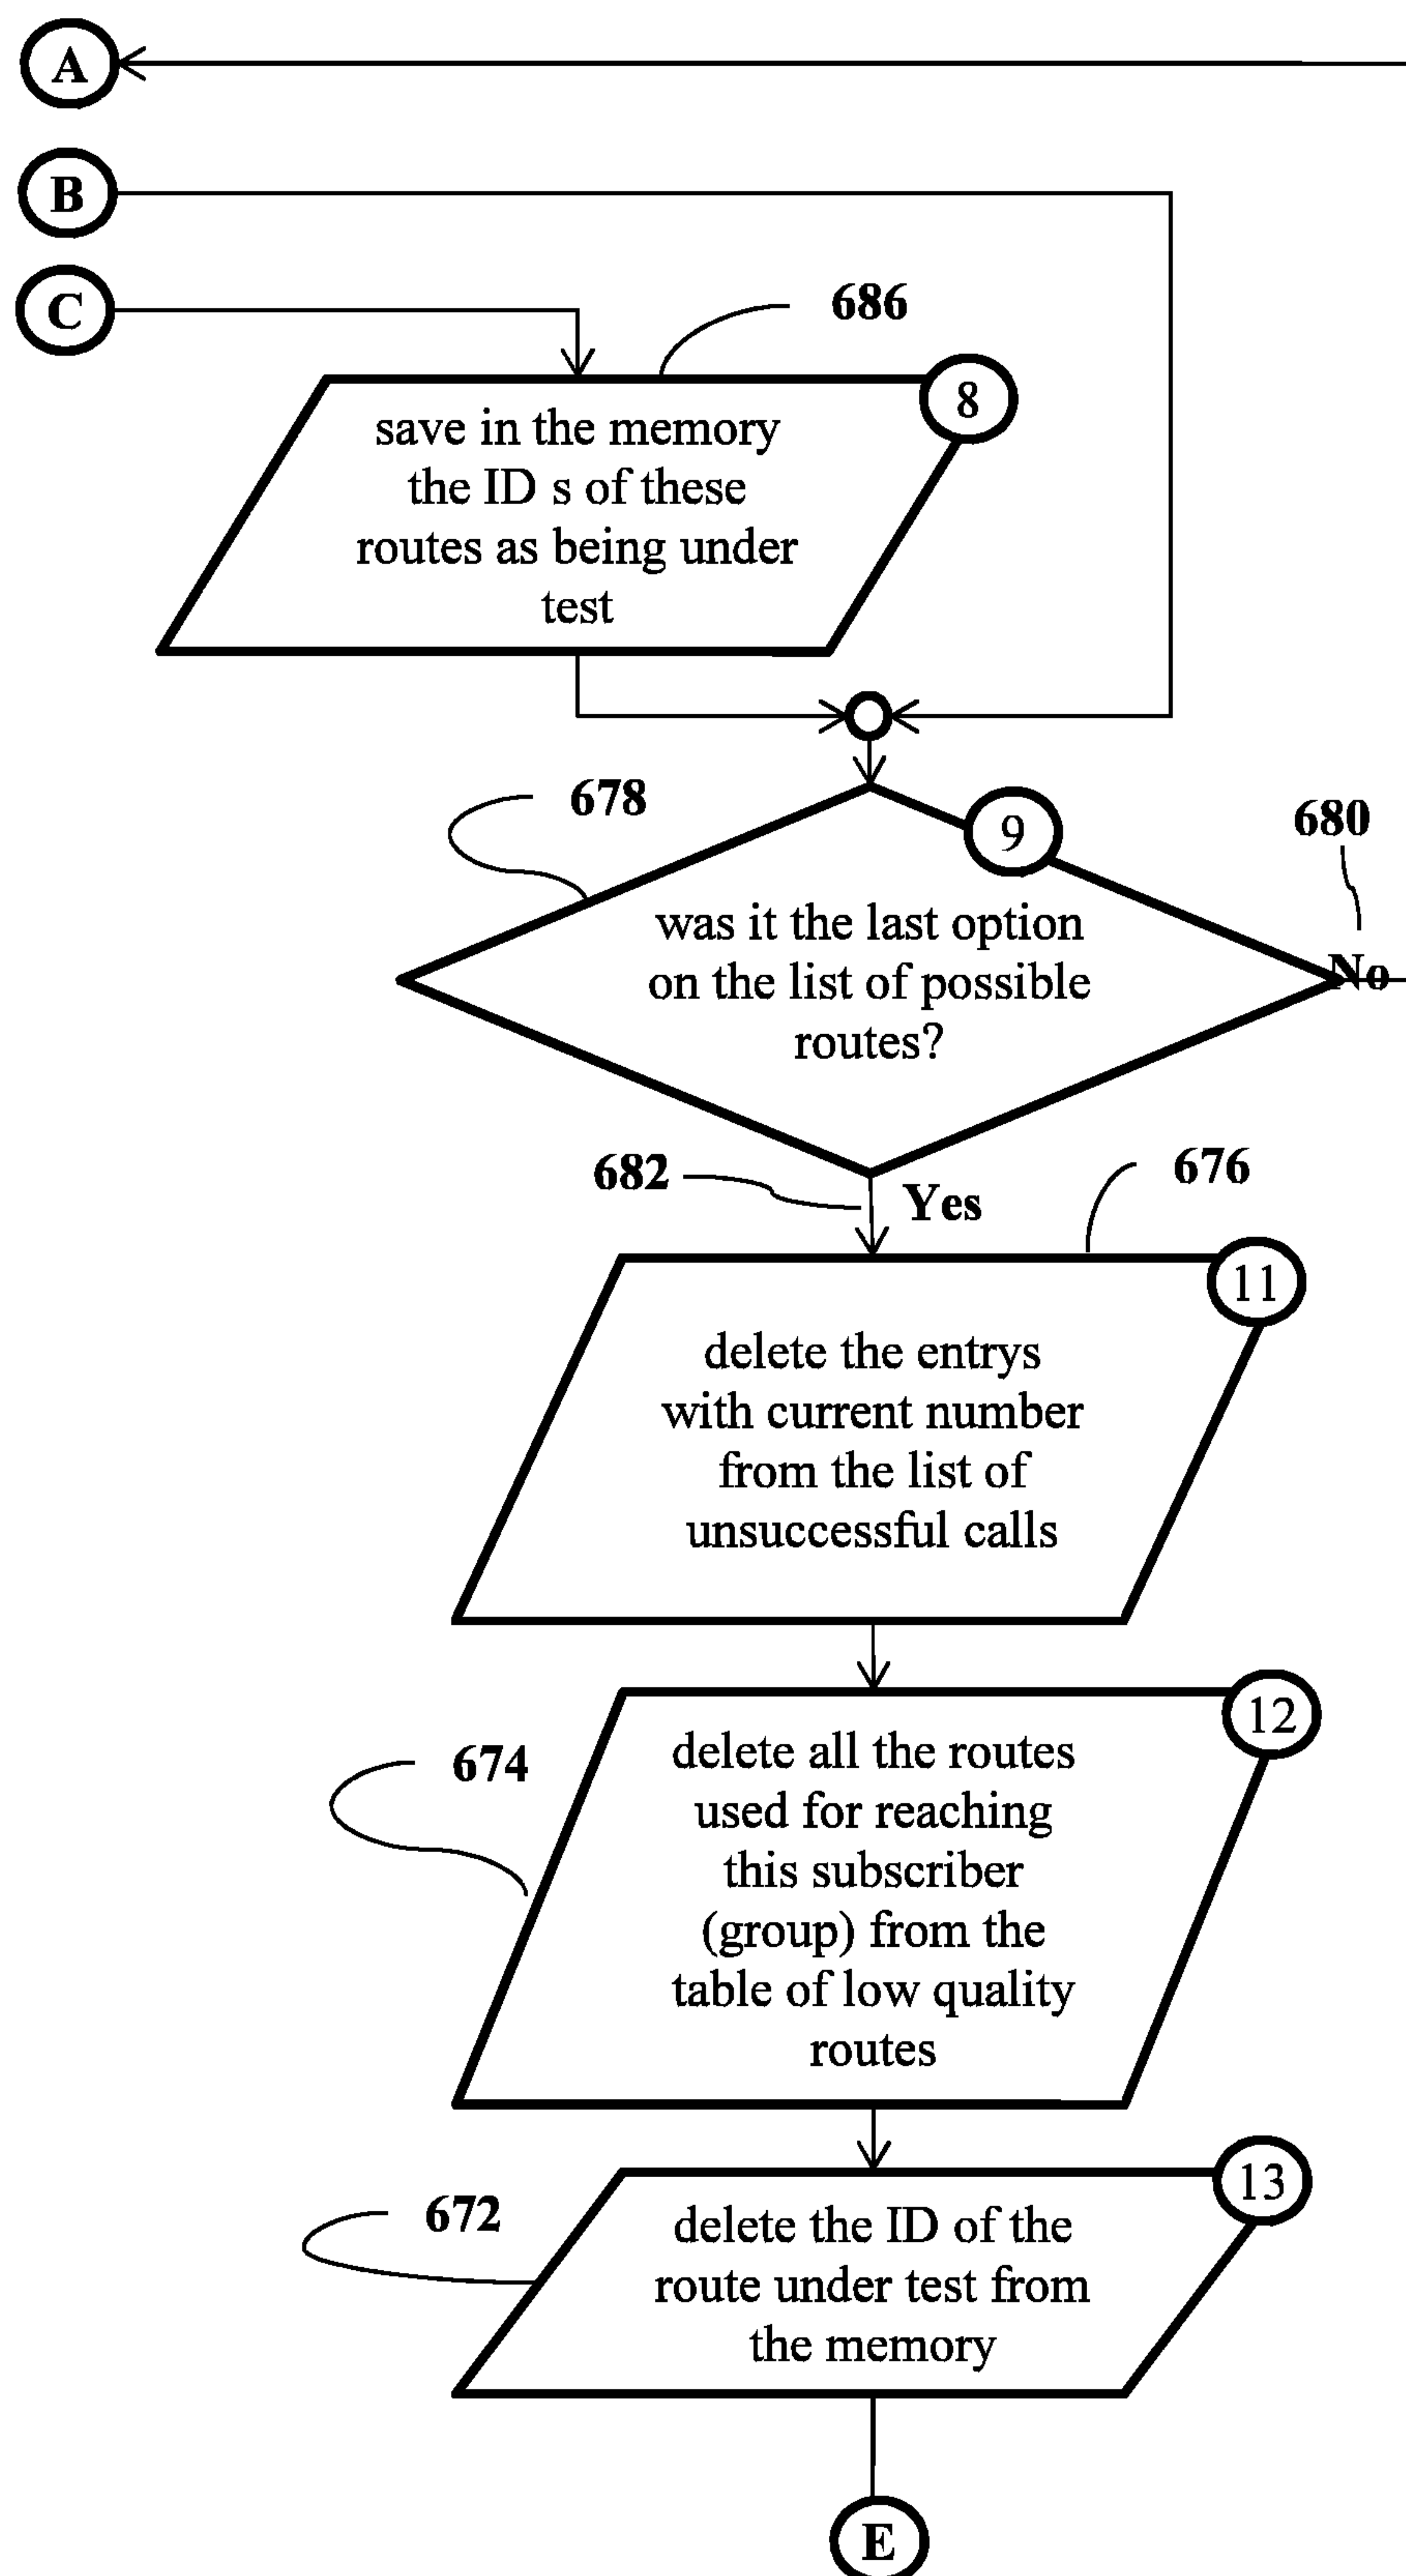 A
B
C
686
8
save in the memory
the ID s of these
routes as being under
test
678
9
680
was it the last option
on the list of possible
routes?
No
682
Yes
676
11
delete the entrys
with current number
from the list of
unsuccessful calls
12
674
delete all the routes
used for reaching
this subscriber
(group) from the
table of low quality
routes
13
672
delete the ID of the
route under test from
the memory
E